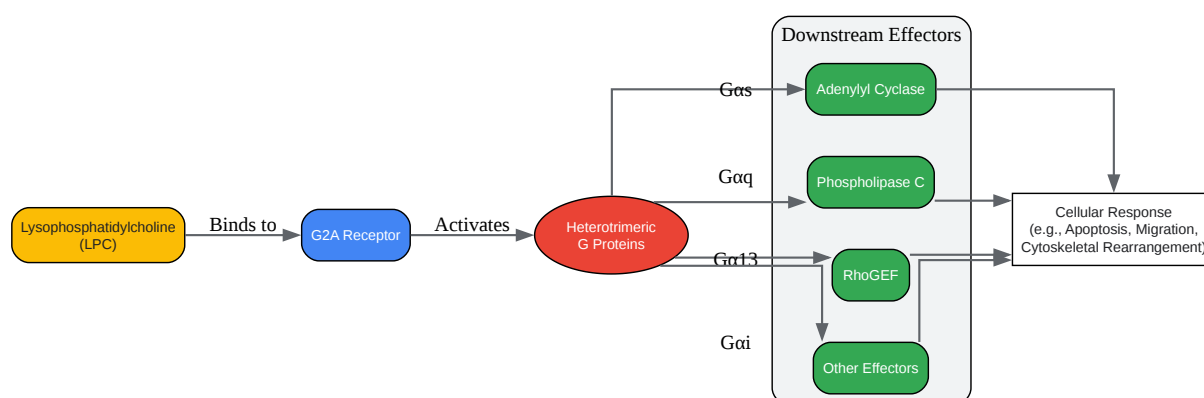 Downstream Effectors
Gαs
Adenylyl Cyclase
Gαq
Phospholipase C
Lysophosphatidylcholine
(LPC)
Binds to
G2A Receptor
Activates
Heterotrimeric
G Proteins
Cellular Response
(e.g., Apoptosis, Migration,
Cytoskeletal Rearrangement)
Gα13
RhoGEF
Gαi
Other Effectors